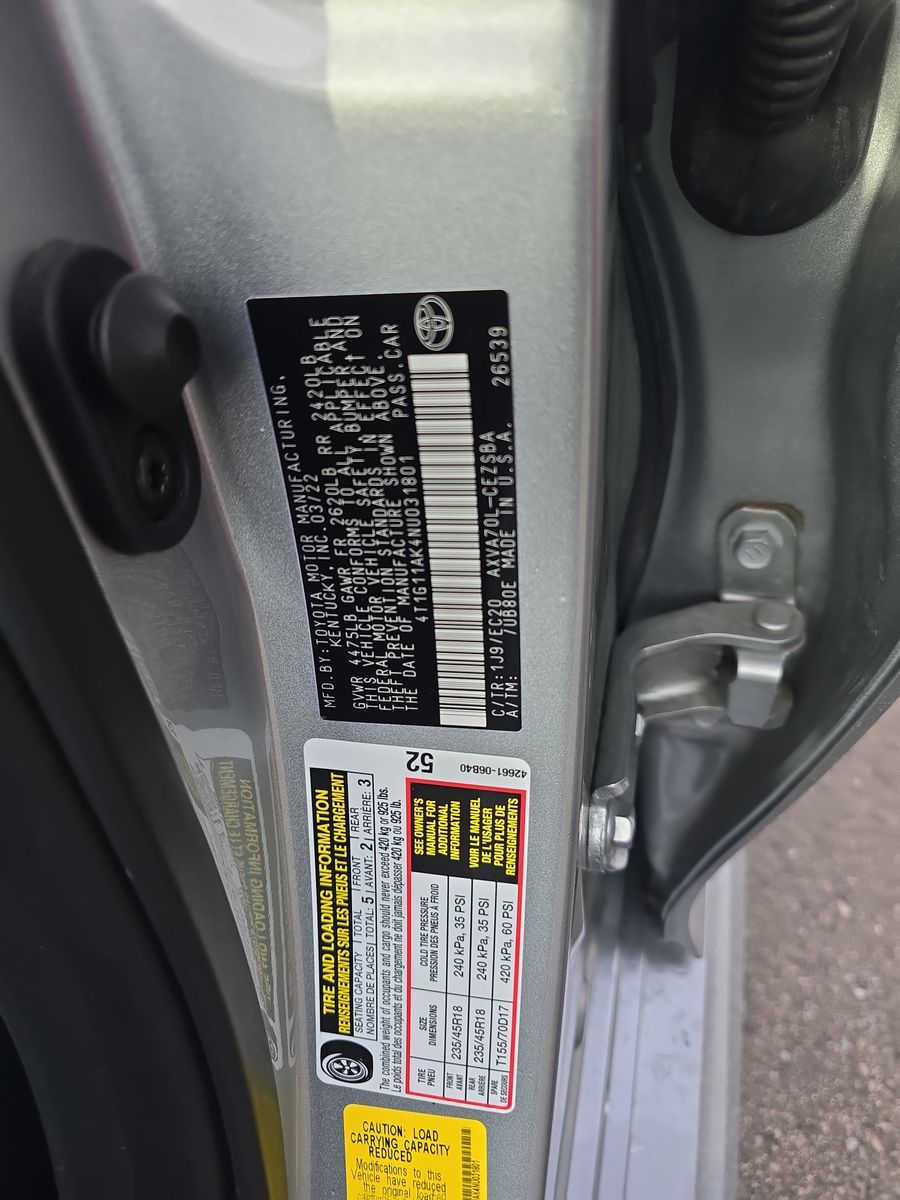 MFD.BY:TOYOTA MOTOR MANUFACTURING,
KENTUCKY, INC. 03/22
GVWR 4475LB GAWR FR 2620LB RR 2420LB
THIS VEHICLE CONFORMS TO ALL APPLICABLE
FEDERAL MOTOR VEHICLE SAFETY BUMPER, AND
THEFT PREVENTION STANDARDS IN EFFECT ON
THE DATE OF MANUFACTURE SHOWN ABOVE.
4T1G11AK4NU031801 PASS.CAR
C/TR:1J9/EC20 AXVA70L-CEZSBA 26539
A/TM: 7UB80E MADE IN U.S.A.
TIRE AND LOADING INFORMATION
RENSEIGNEMENTS SUR LES PNEUS ET LE CHARGEMENT
SEATING CAPACITY | TOTAL | FRONT | REAR
NOMBRE DE PLACES | TOTAL: 5 | AVANT: 2 | ARRIÈRE: 3
The combined weight of occupants and cargo should never exceed 420 kg or 925 lbs.
Le poids total des occupants et du chargement ne doit jamais dépasser 420 kg ou 925 lb.
52
42661-06B40
TIRE SIZE COLD TIRE PRESSURE
PNEU DIMENSIONS PRESSION DES PNEUS À FROID
FRONT AVANT 235/45R18 240 kPa, 35 PSI
REAR ARRIÈRE 235/45R18 240 kPa, 35 PSI
SPARE DE SECOURS T155/70D17 420 kPa, 60 PSI
SEE OWNER'S
MANUAL FOR
ADDITIONAL
INFORMATION
VOIR LE MANUEL
DE L'USAGER
POUR PLUS DE
RENSEIGNEMENTS
CAUTION: LOAD
CARRYING CAPACITY
REDUCED
Modifications to this
Vehicle have reduced
the original